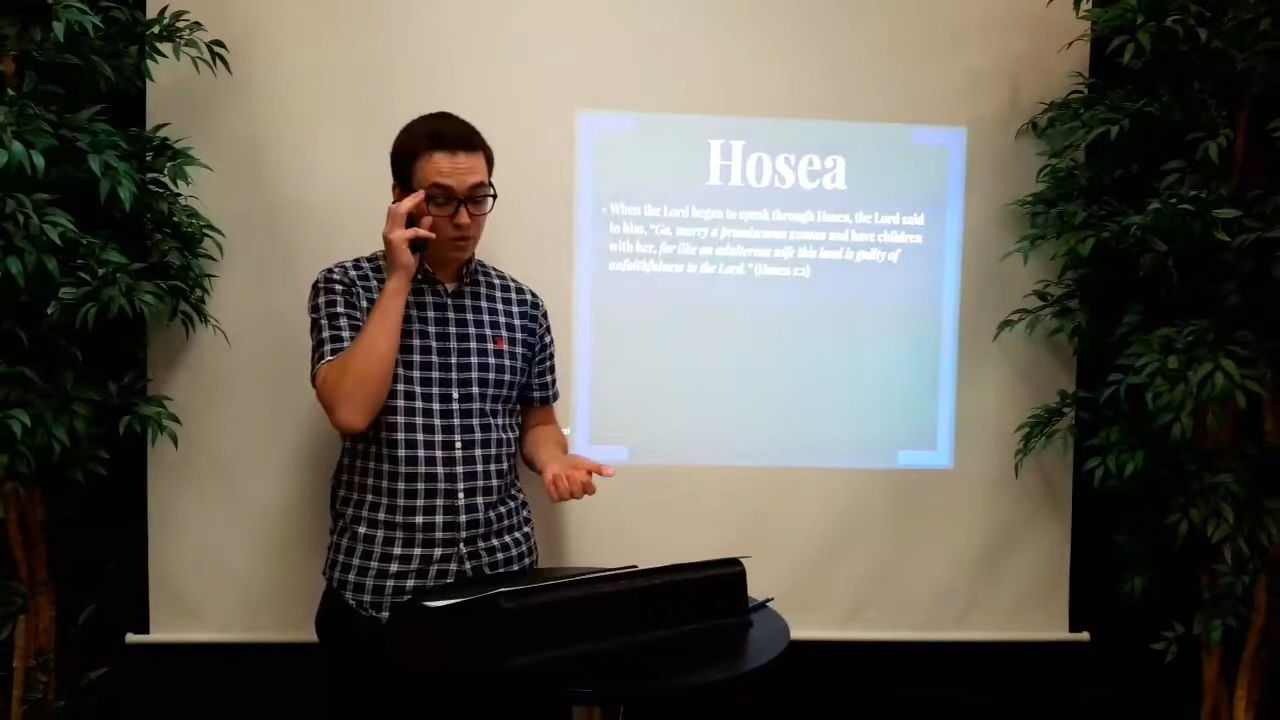 Hosea
• When the Lord began to speak through Hosea, the Lord said
to him, "Go, marry a promiscuous woman and have children
with her, for like an adulterous wife this land is guilty of
unfaithfulness to the Lord." (Hosea 1:2)